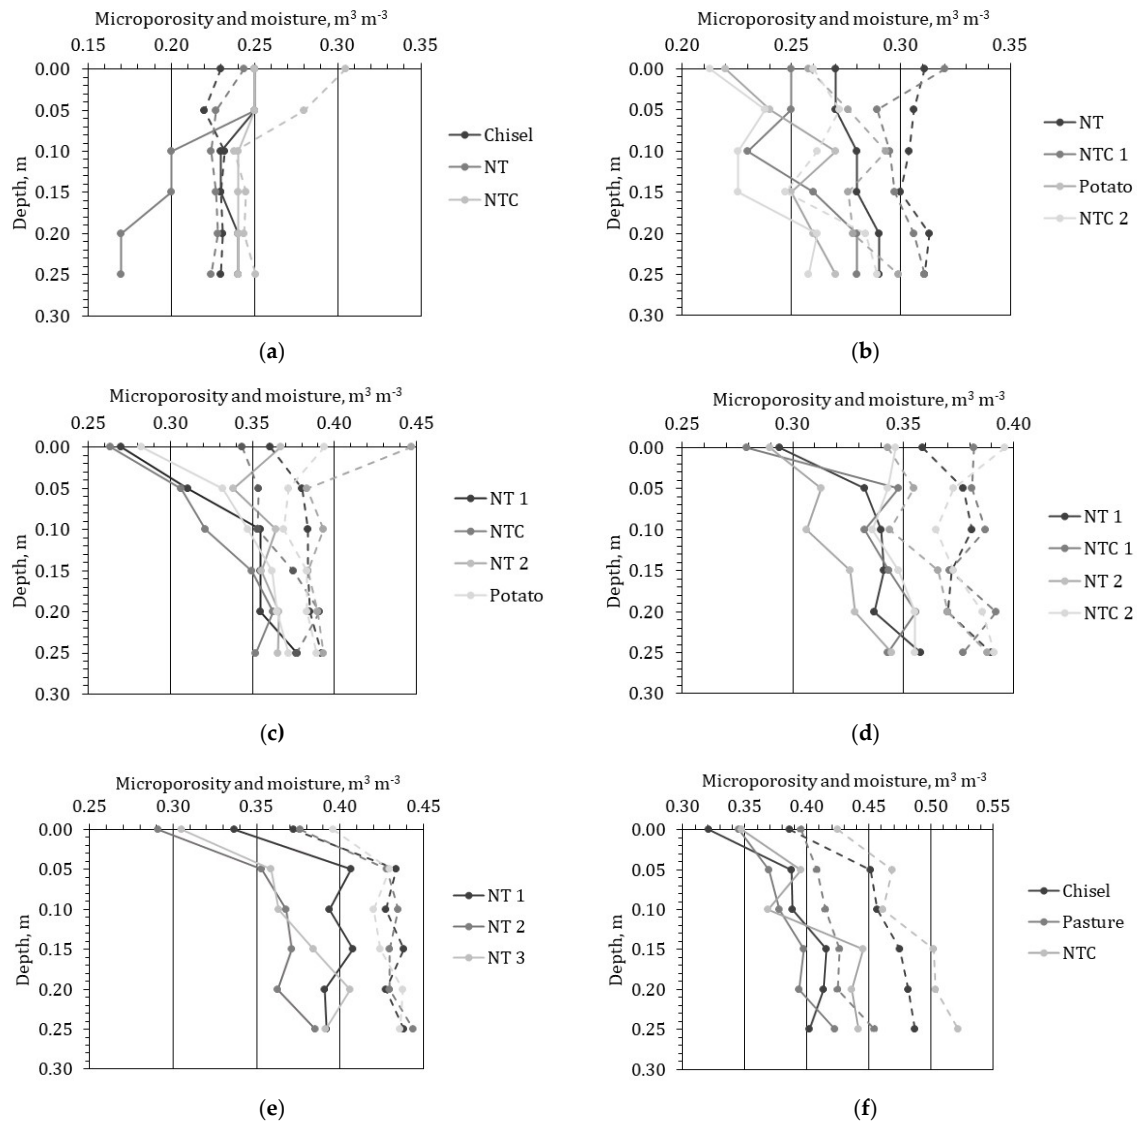 Microporosity and moisture, m³ m⁻³
0.15 0.20 0.25 0.30 0.35
0.00
0.05
0.10
0.15
0.20
0.25
0.30
Depth, m
Chisel
NT
NTC
(a)
Microporosity and moisture, m³ m⁻³
0.20 0.25 0.30 0.35
0.00
0.05
0.10
0.15
0.20
0.25
0.30
Depth, m
NT
NTC 1
Potato
NTC 2
(b)
Microporosity and moisture, m³ m⁻³
0.25 0.30 0.35 0.40 0.45
0.00
0.05
0.10
0.15
0.20
0.25
0.30
Depth, m
NT 1
NTC
NT 2
Potato
(c)
Microporosity and moisture, m³ m⁻³
0.25 0.30 0.35 0.40
0.00
0.05
0.10
0.15
0.20
0.25
0.30
Depth, m
NT 1
NTC 1
NT 2
NTC 2
(d)
Microporosity and moisture, m³ m⁻³
0.25 0.30 0.35 0.40 0.45
0.00
0.05
0.10
0.15
0.20
0.25
0.30
Depth, m
NT 1
NT 2
NT 3
(e)
Microporosity and moisture, m³ m⁻³
0.30 0.35 0.40 0.45 0.50 0.55
0.00
0.05
0.10
0.15
0.20
0.25
0.30
Depth, m
Chisel
Pasture
NTC
(f)